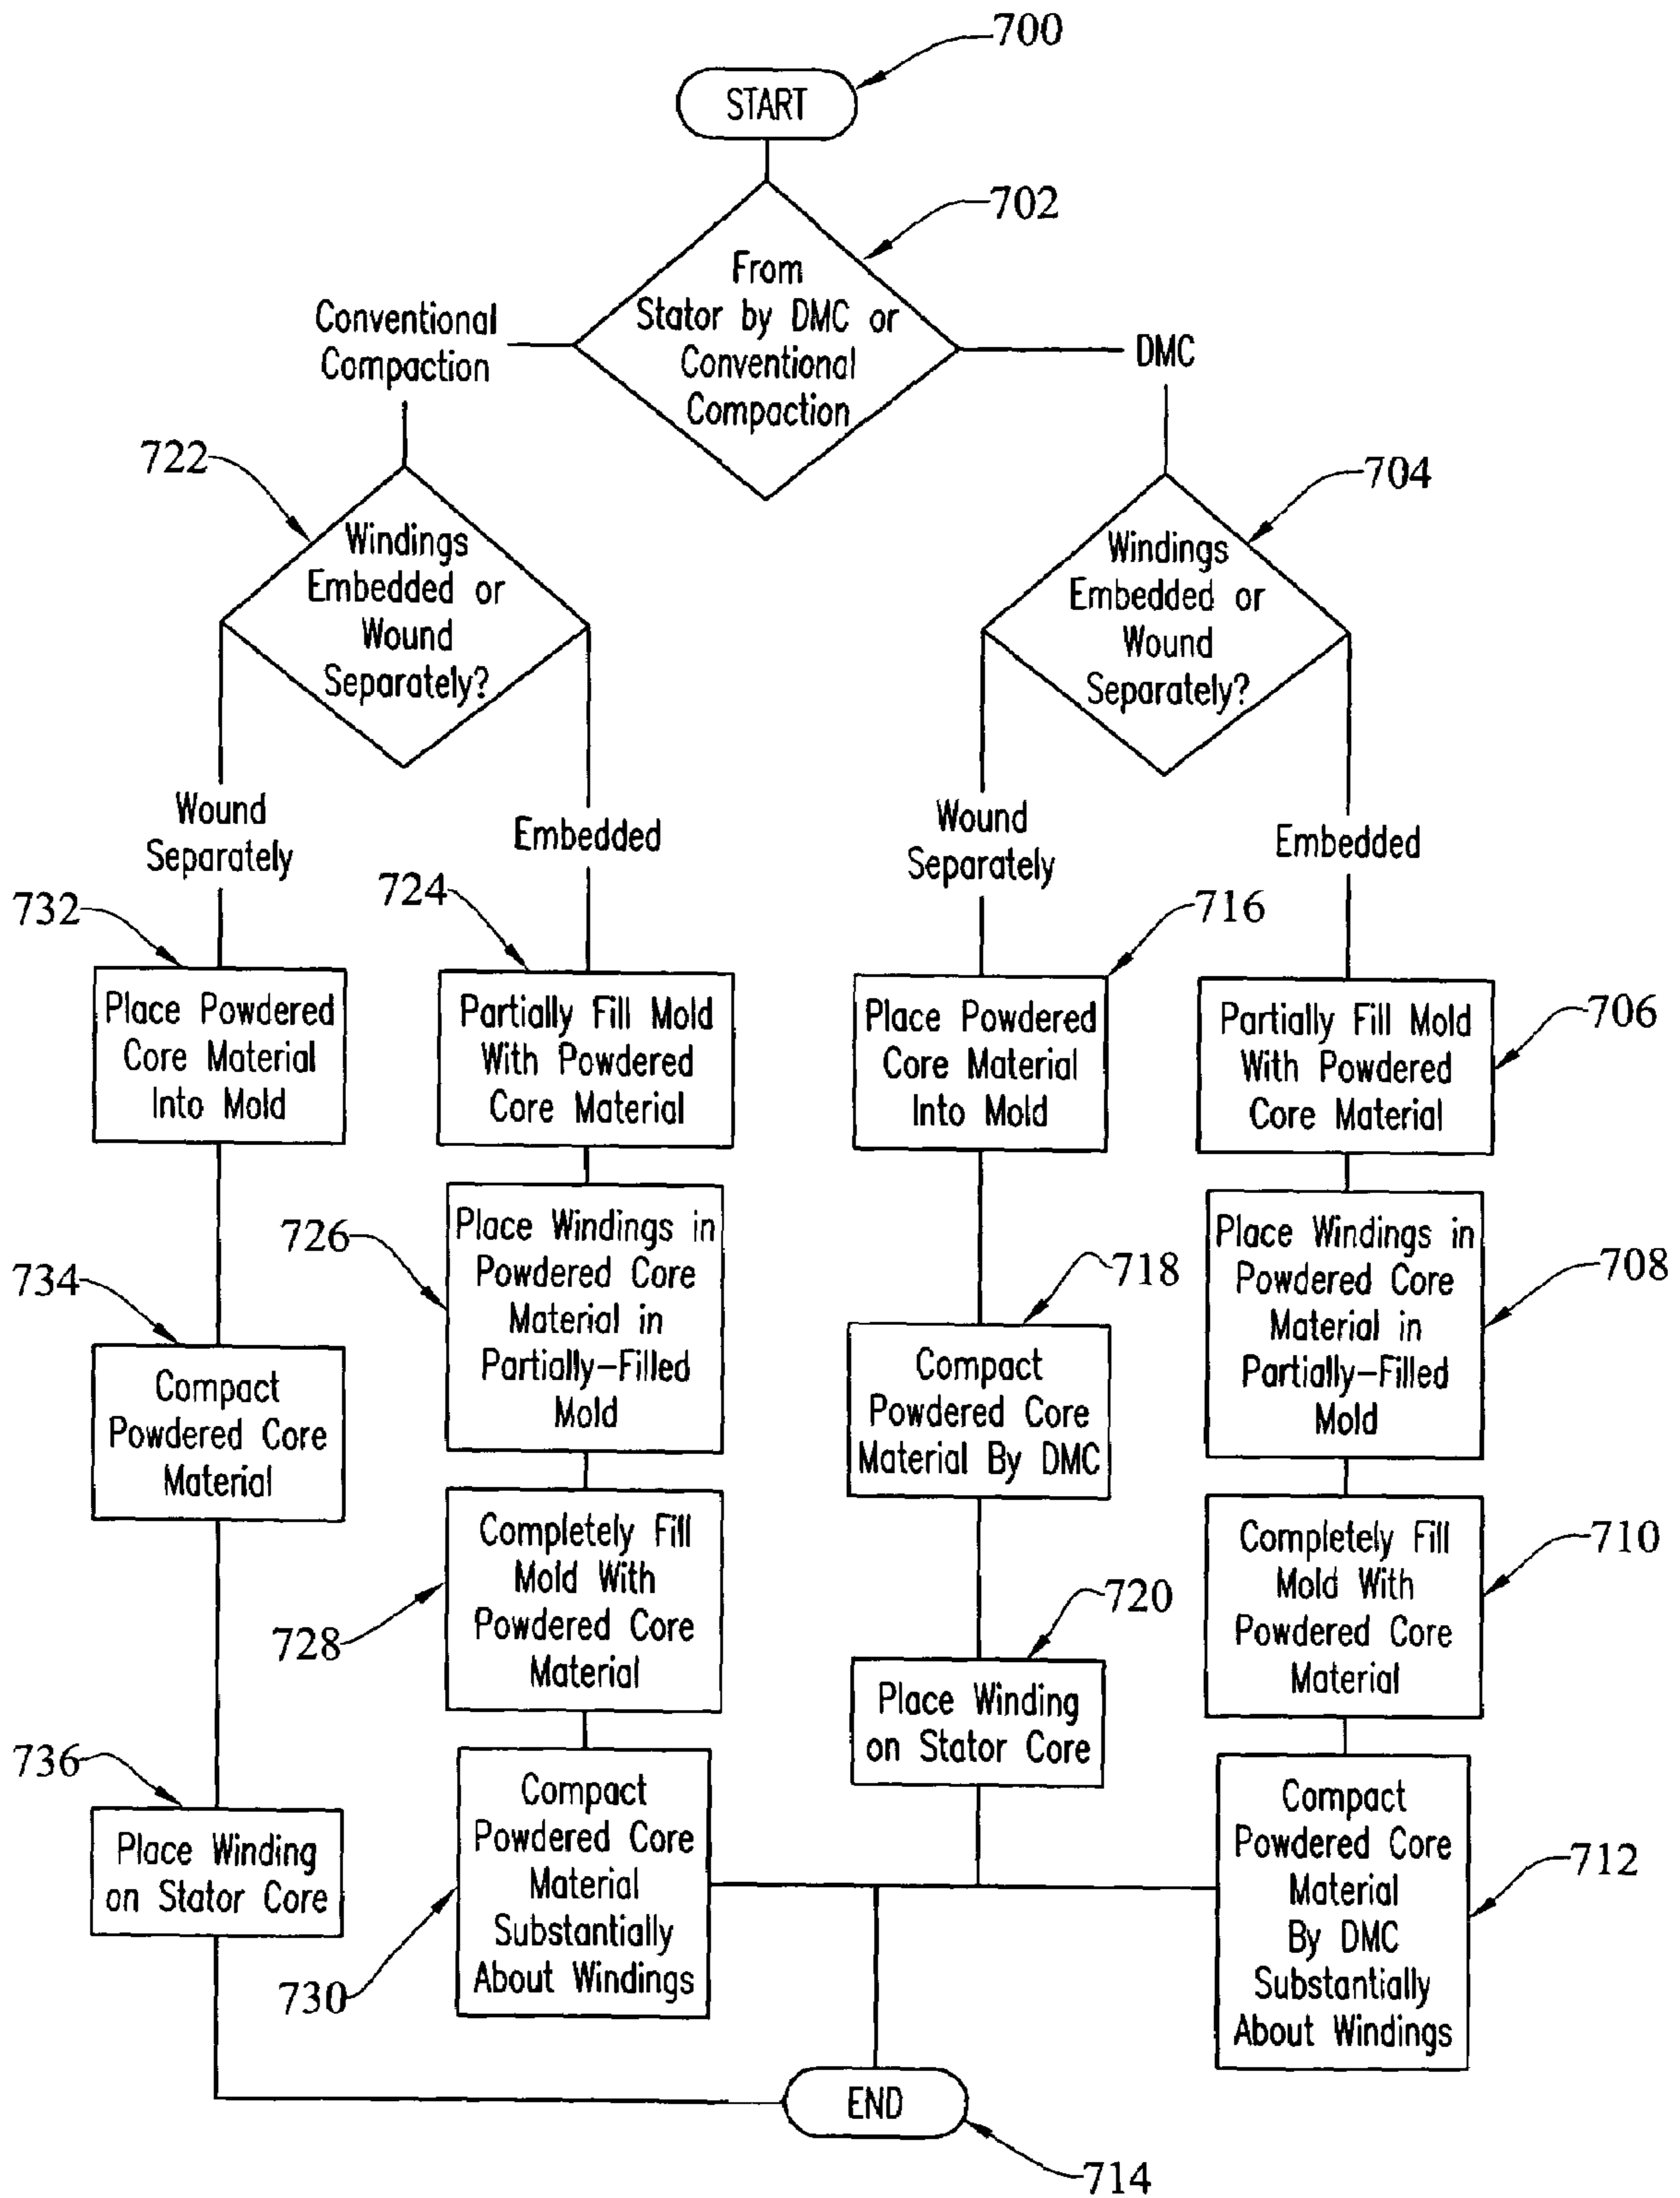 700
START
702
From
Stator by DMC or
Conventional
Compaction
Conventional
Compaction
DMC
722
Windings
Embedded or
Wound
Separately?
704
Windings
Embedded or
Wound
Separately?
Wound
Separately
Embedded
Wound
Separately
Embedded
732
Place Powdered
Core Material
Into Mold
724
Partially Fill Mold
With Powdered
Core Material
716
Place Powdered
Core Material
Into Mold
706
Partially Fill Mold
With Powdered
Core Material
726
Place Windings in
Powdered Core
Material in
Partially-Filled
Mold
708
Place Windings in
Powdered Core
Material in
Partially-Filled
Mold
734
Compact
Powdered Core
Material
718
Compact
Powdered Core
Material By DMC
728
Completely Fill
Mold With
Powdered Core
Material
710
Completely Fill
Mold With
Powdered Core
Material
720
Place Winding
on Stator Core
736
Place Winding
on Stator Core
730
Compact
Powdered Core
Material
Substantially
About Windings
712
Compact
Powdered Core
Material
By DMC
Substantially
About Windings
END
714